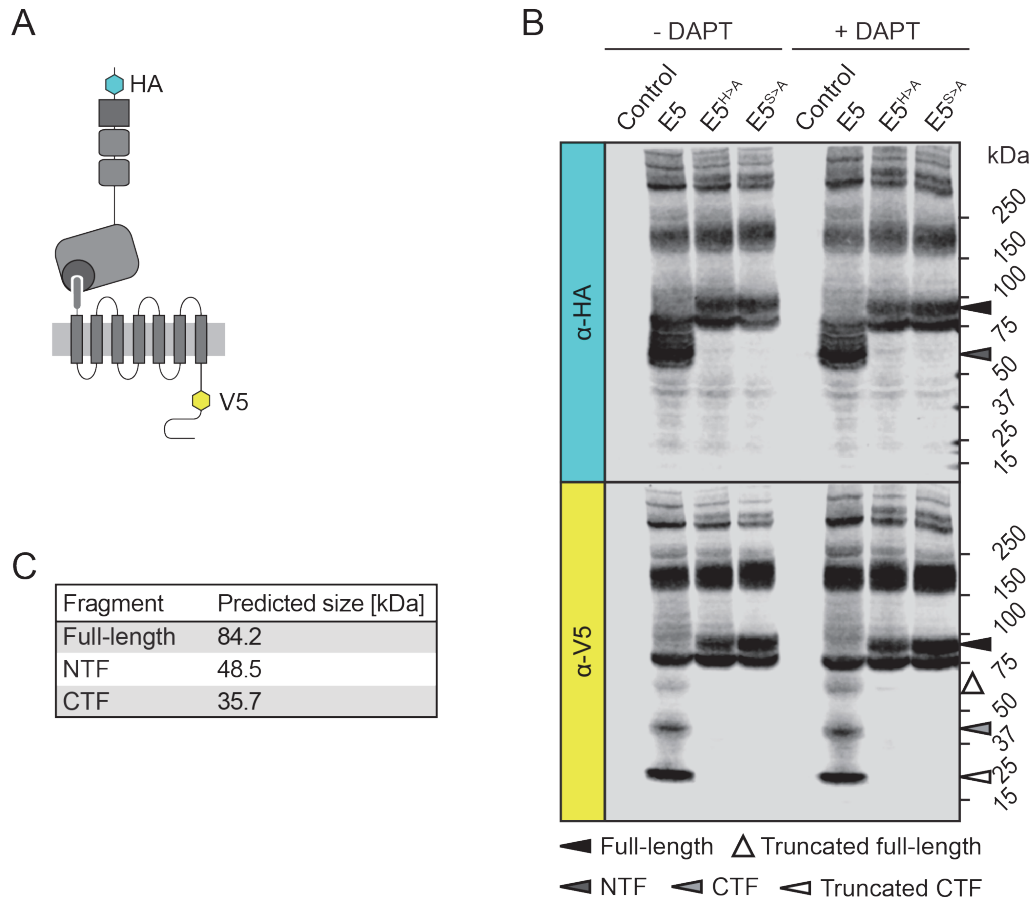 A
HA
V5
B
- DAPT
+ DAPT
Control
E5
E5H>A
E5S>A
Control
E5
E5H>A
E5S>A
kDa
α-HA
250
150
100
75
50
37
25
15
α-V5
250
150
100
75
50
37
25
15
Full-length
Truncated full-length
NTF
CTF
Truncated CTF
C
Fragment Predicted size [kDa]
Full-length 84.2
NTF 48.5
CTF 35.7